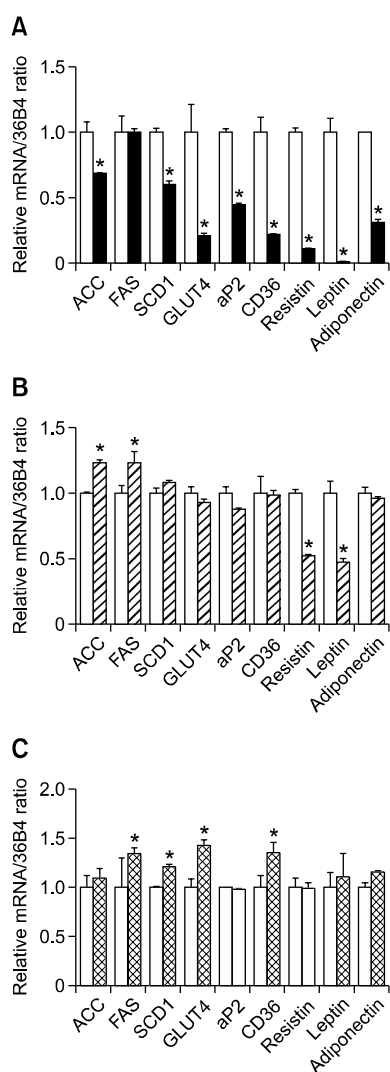 A
Relative mRNA/36B4 ratio
1.5
1.0
0.5
0
* * * * * * * *
ACC FAS SCD1 GLUT4 aP2 CD36 Resistin Leptin Adiponectin
B
Relative mRNA/36B4 ratio
1.5
1.0
0.5
0
* * * *
ACC FAS SCD1 GLUT4 aP2 CD36 Resistin Leptin Adiponectin
C
Relative mRNA/36B4 ratio
2.0
1.5
1.0
0.5
0
* * * *
ACC FAS SCD1 GLUT4 aP2 CD36 Resistin Leptin Adiponectin